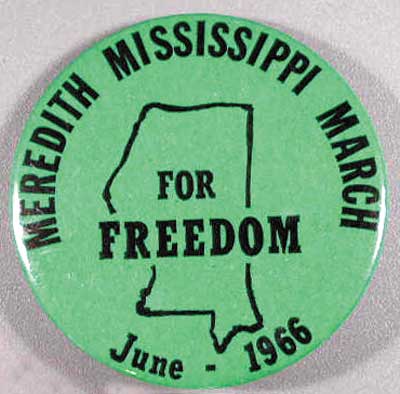 MEREDITH MISSISSIPPI MARCH
FOR
FREEDOM
June - 1966